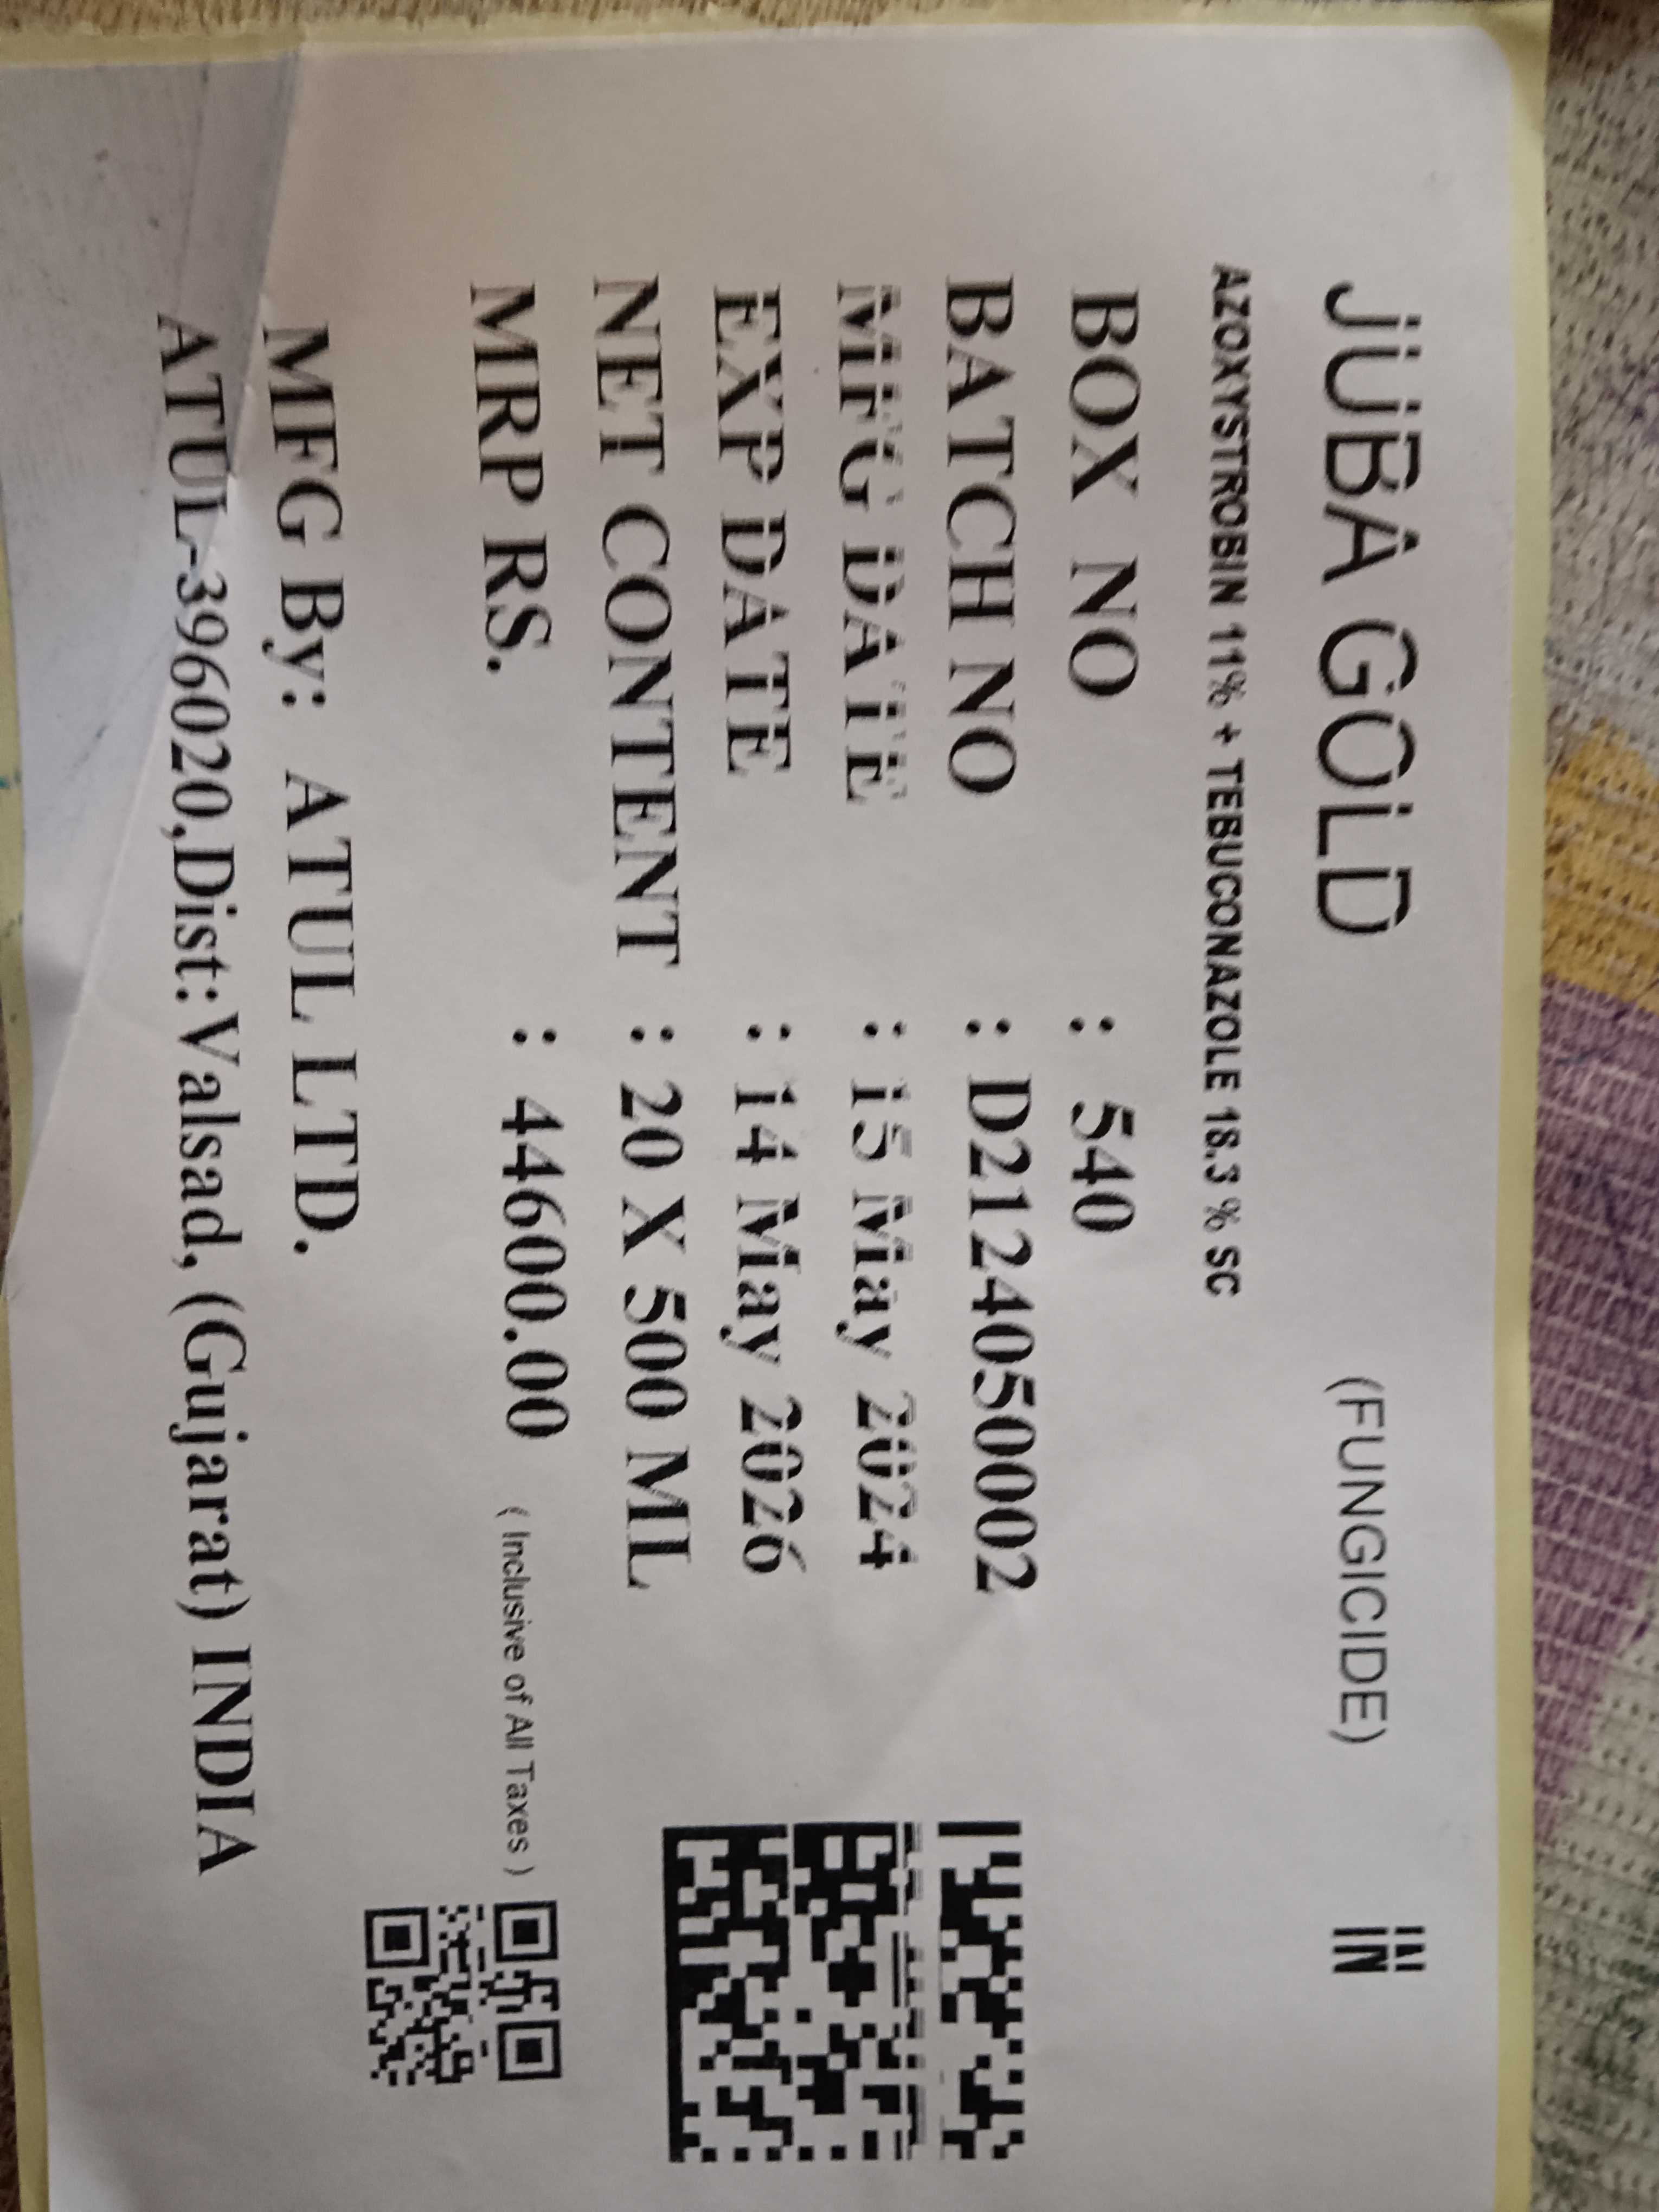 JUBA GOLD (FUNGICIDE) IN
AZOXYSTROBIN 11% + TEBUCONAZOLE 18.3 % SC
BOX NO : 540
BATCH NO : D2124050002
MFG DATE : 15 May 2024
EXP DATE : 14 May 2026
NET CONTENT : 20 X 500 ML
MRP RS. : 44600.00 ( Inclusive of All Taxes )
MFG By: ATUL LTD.
ATUL-396020,Dist:Valsad, (Gujarat) INDIA